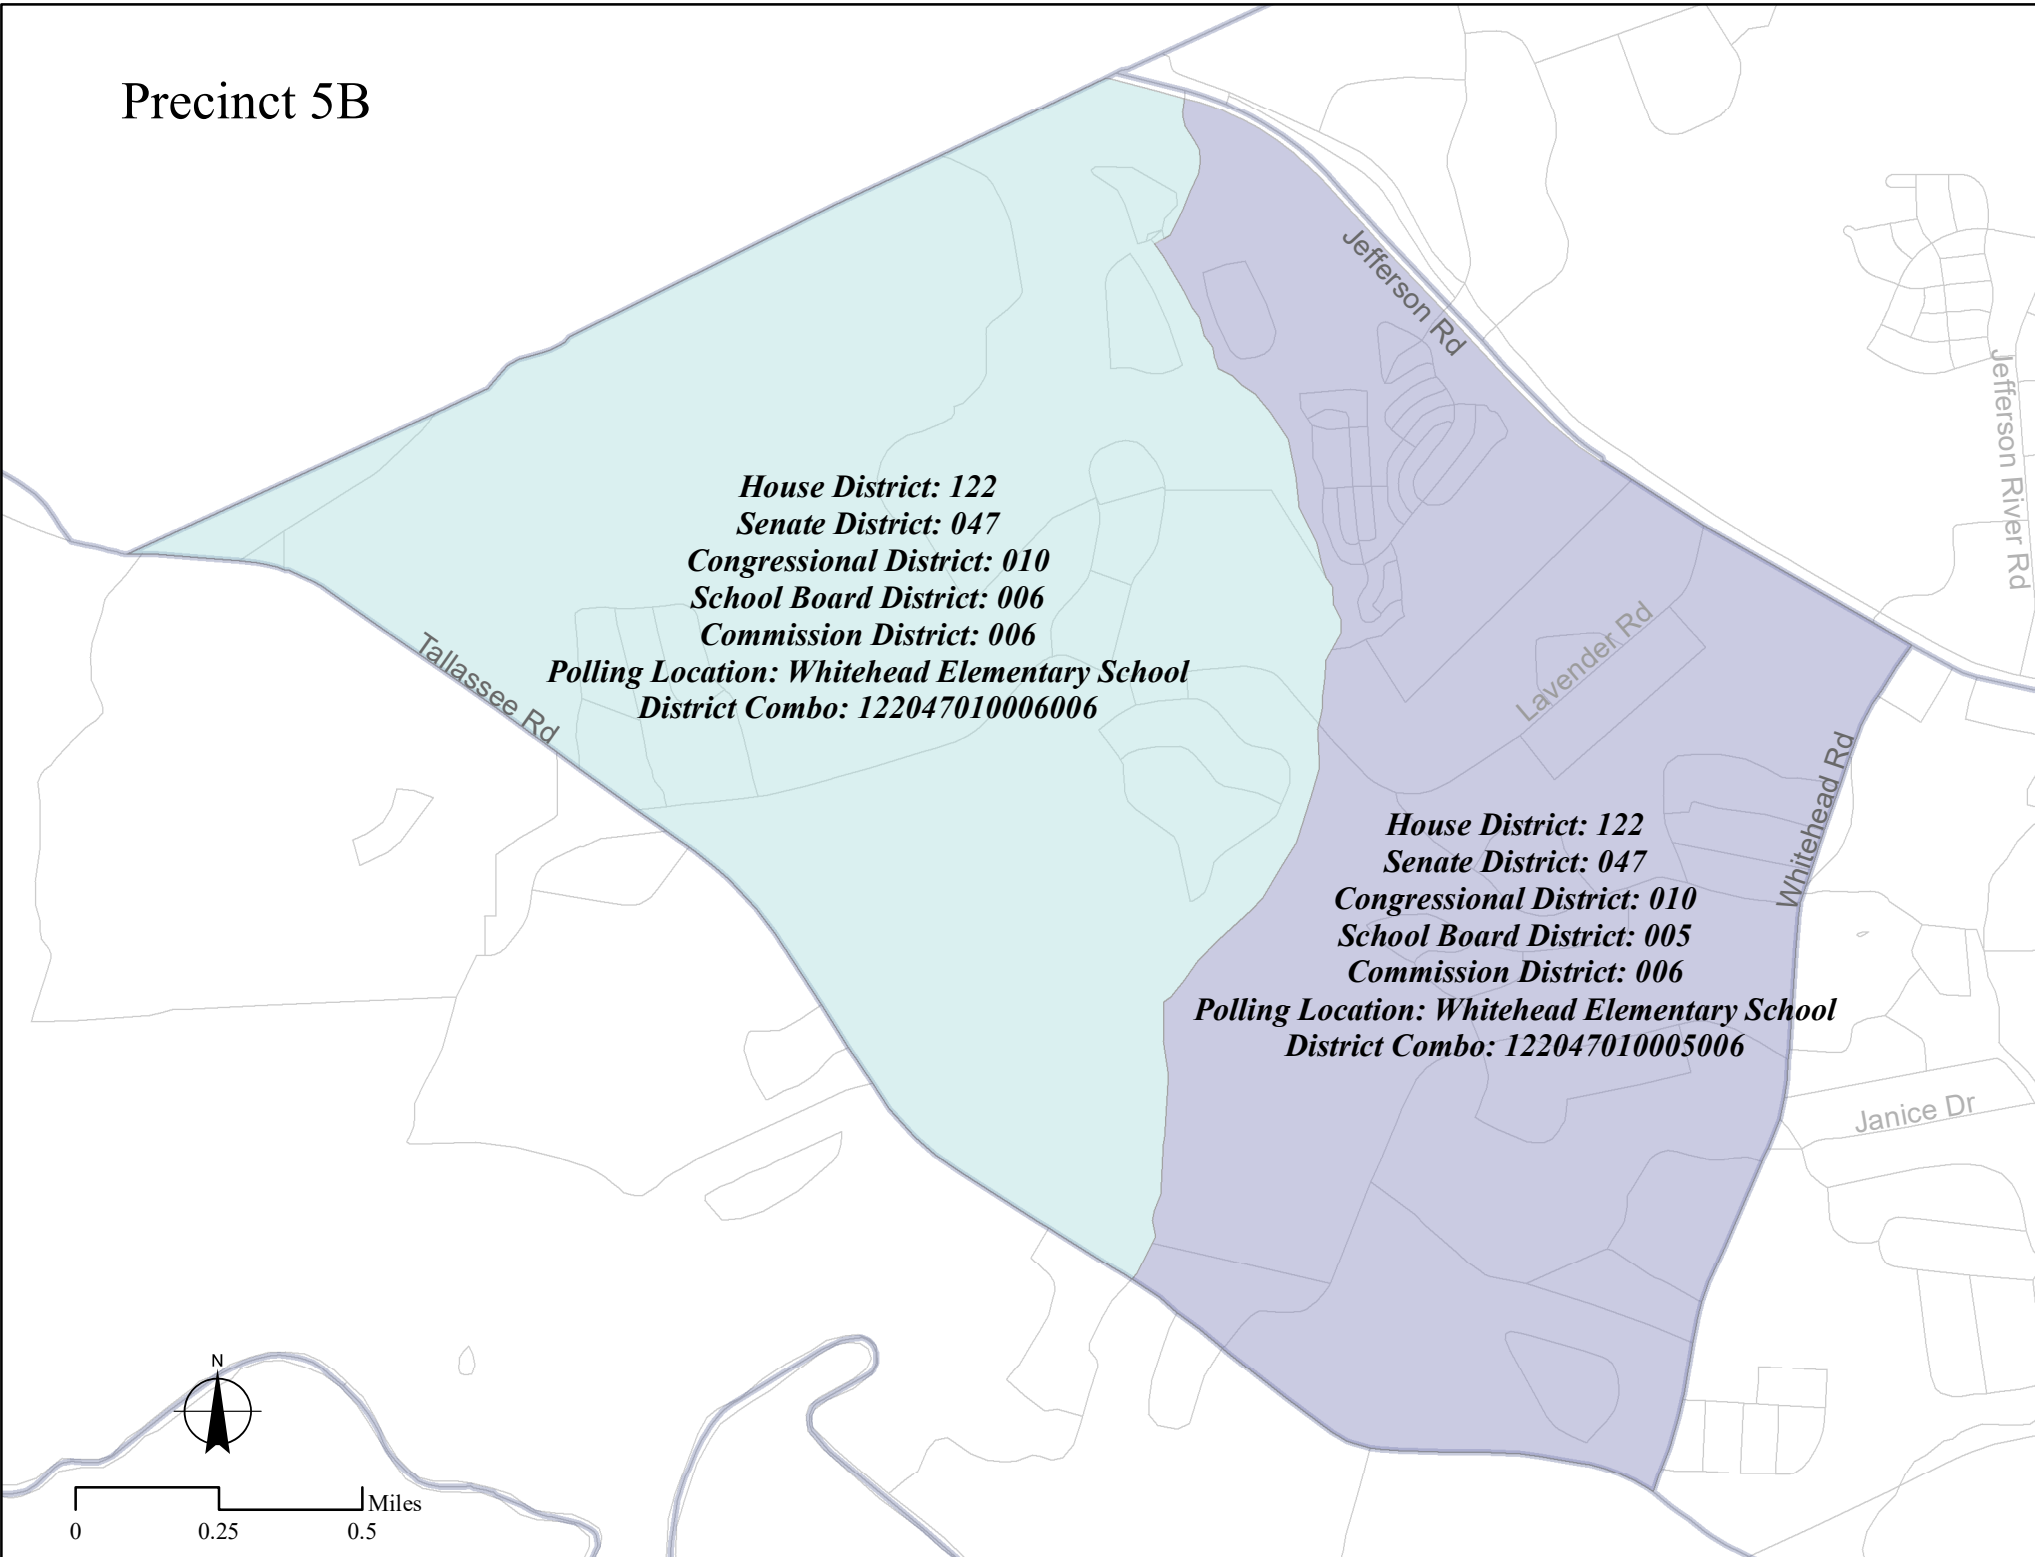 Precinct 5B
Jefferson Rd
Jefferson River Rd
House District: 122
Senate District: 047
Congressional District: 010
School Board District: 006
Commission District: 006
Polling Location: Whitehead Elementary School
District Combo: 122047010006006
Tallassee Rd
Lavender Rd
Whitehead Rd
House District: 122
Senate District: 047
Congressional District: 010
School Board District: 005
Commission District: 006
Polling Location: Whitehead Elementary School
District Combo: 122047010005006
Janice Dr
N
Miles
0 0.25 0.5